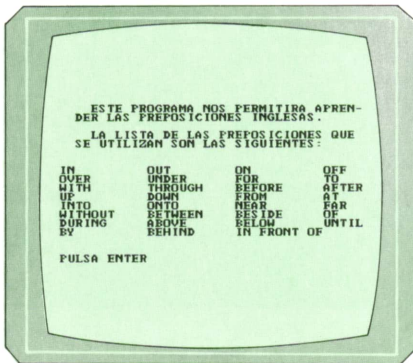 ESTE PROGRAMA NOS PERMITIRA APREN-
DER LAS PREPOSICIONES INGLESAS.
LA LISTA DE LAS PREPOSICIONES QUE
SE UTILIZAN SON LAS SIGUIENTES:
IN OUT ON OFF
OVER UNDER FOR TO
WITH THROUGH BEFORE AFTER
UP DOWN FROM AT
INTO ONTO NEAR FAR
WITHOUT BETWEEN BESIDE OF
DURING ABOVE BELOW UNTIL
BY BEHIND IN FRONT OF
PULSA ENTER